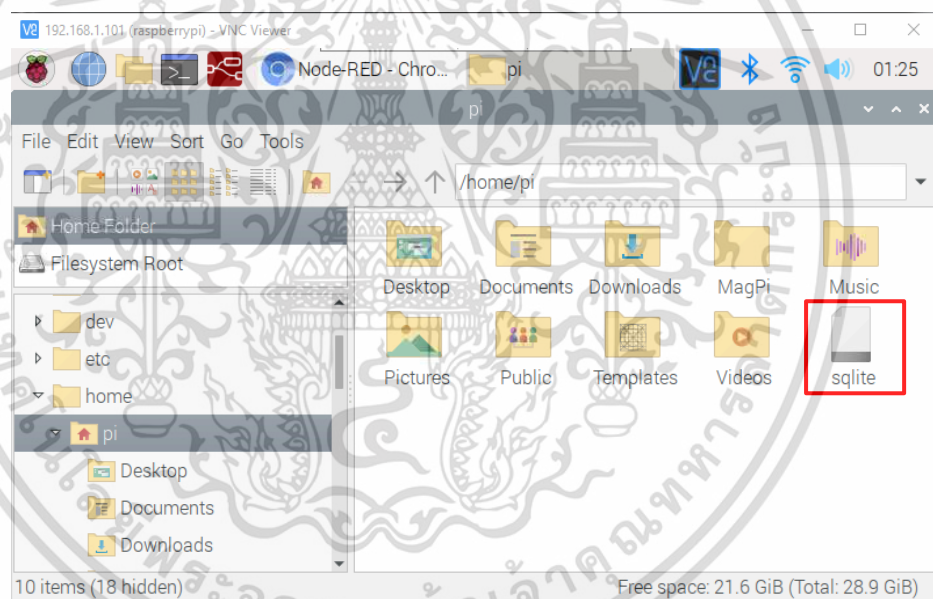 192.168.1.101 (raspberrypi) - VNC Viewer
Node-RED - Chro... pi 01:25
pi
File Edit View Sort Go Tools
/home/pi
Home Folder
Filesystem Root
dev
etc
home
pi
Desktop
Documents
Downloads
Desktop Documents Downloads MagPi Music
Pictures Public Templates Videos sqlite
10 items (18 hidden) Free space: 21.6 GiB (Total: 28.9 GiB)